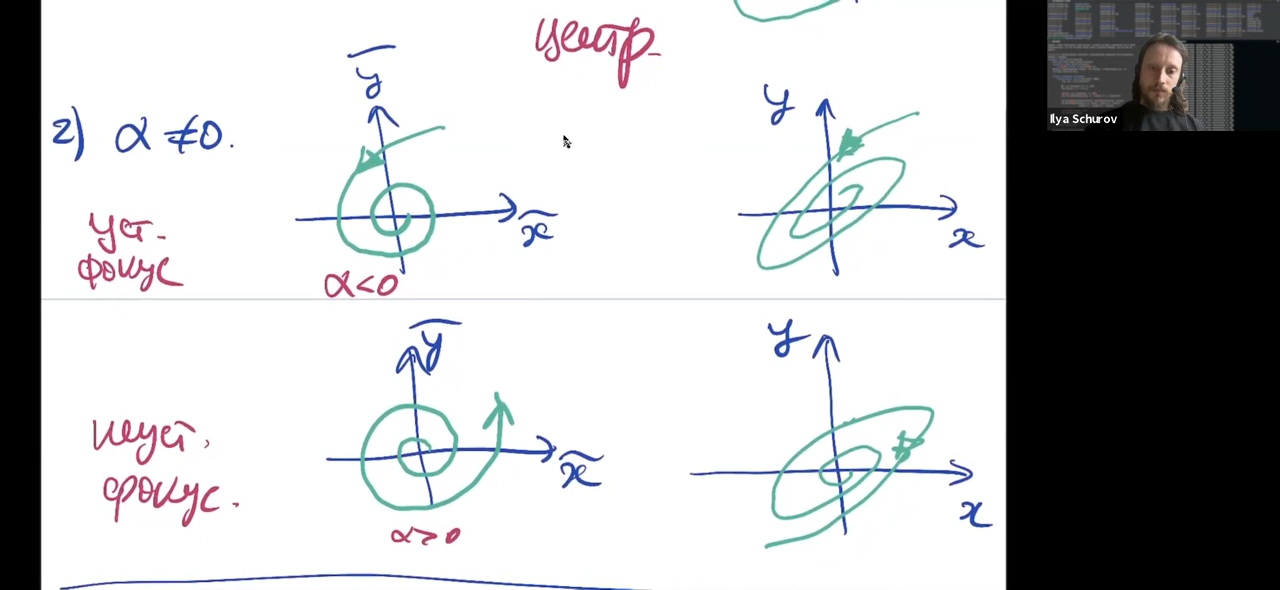 центр
Ilya Schurov
2) α ≠ 0.
ỹ
x̃
y
x
уст.
фокус
α < 0
ỹ
x̃
y
x
неуст.
фокус.
α > 0